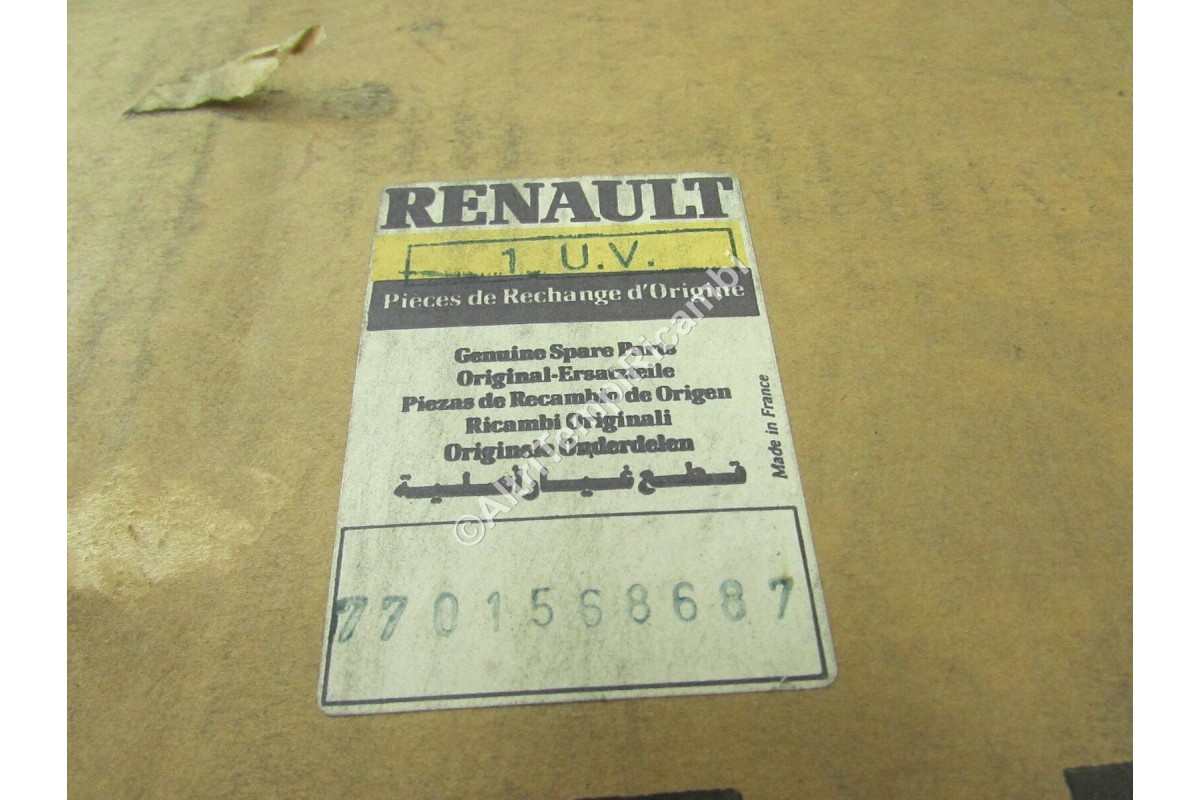 RENAULT
1 U.V.
Pieces de Rechange d'Origine
Genuine Spare Parts
Original-Ersatzteile
Piezas de Recambio de Origen
Ricambi Originali
Originele Onderdelen
قطع غيار أصلية
Made in France
7701568687
©AltriTempiRicambi